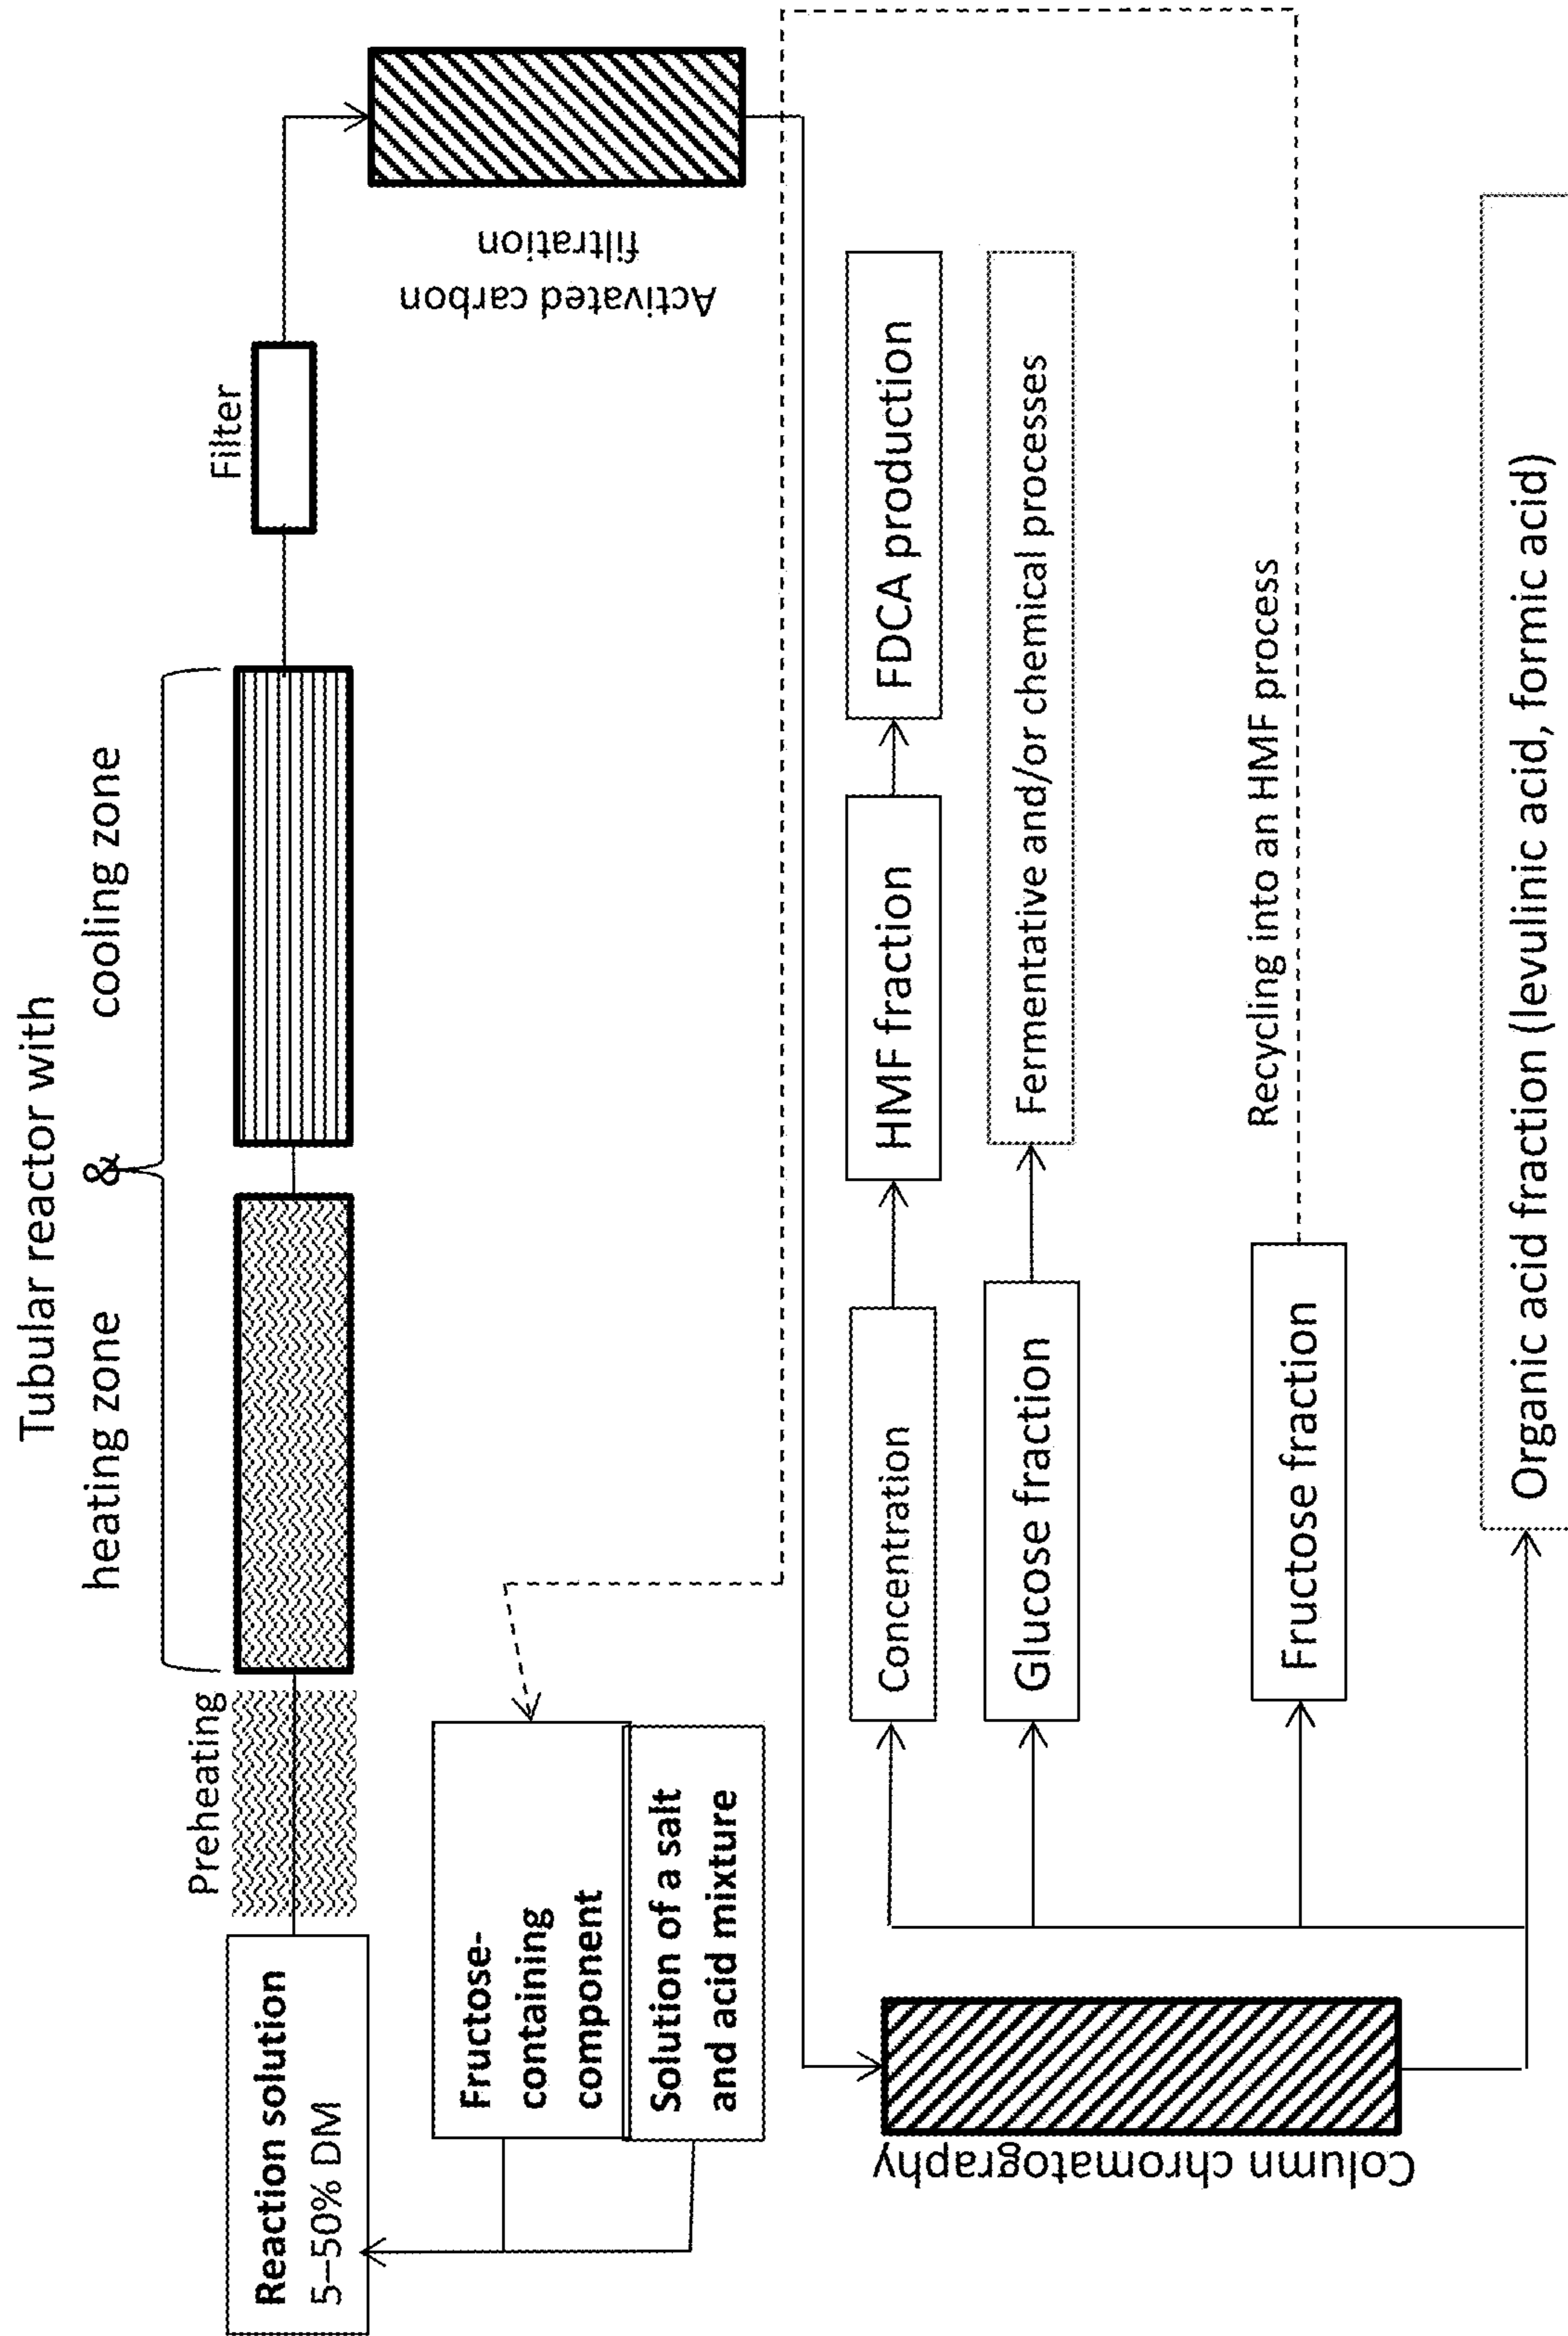 Tubular reactor with
heating zone & cooling zone
Preheating
Filter
Reaction solution
5–50% DM
Activated carbon
filtration
Fructose-
containing
component
Solution of a salt
and acid mixture
Column chromatography
Concentration
HMF fraction
FDCA production
Glucose fraction
Fermentative and/or chemical processes
Recycling into an HMF process
Fructose fraction
Organic acid fraction (levulinic acid, formic acid)